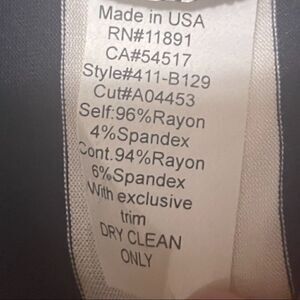 Made in USA
RN#11891
CA#54517
Style#411-B129
Cut#A04453
Self:96%Rayon
4%Spandex
Cont.94%Rayon
6%Spandex
With exclusive
trim
DRY CLEAN
ONLY